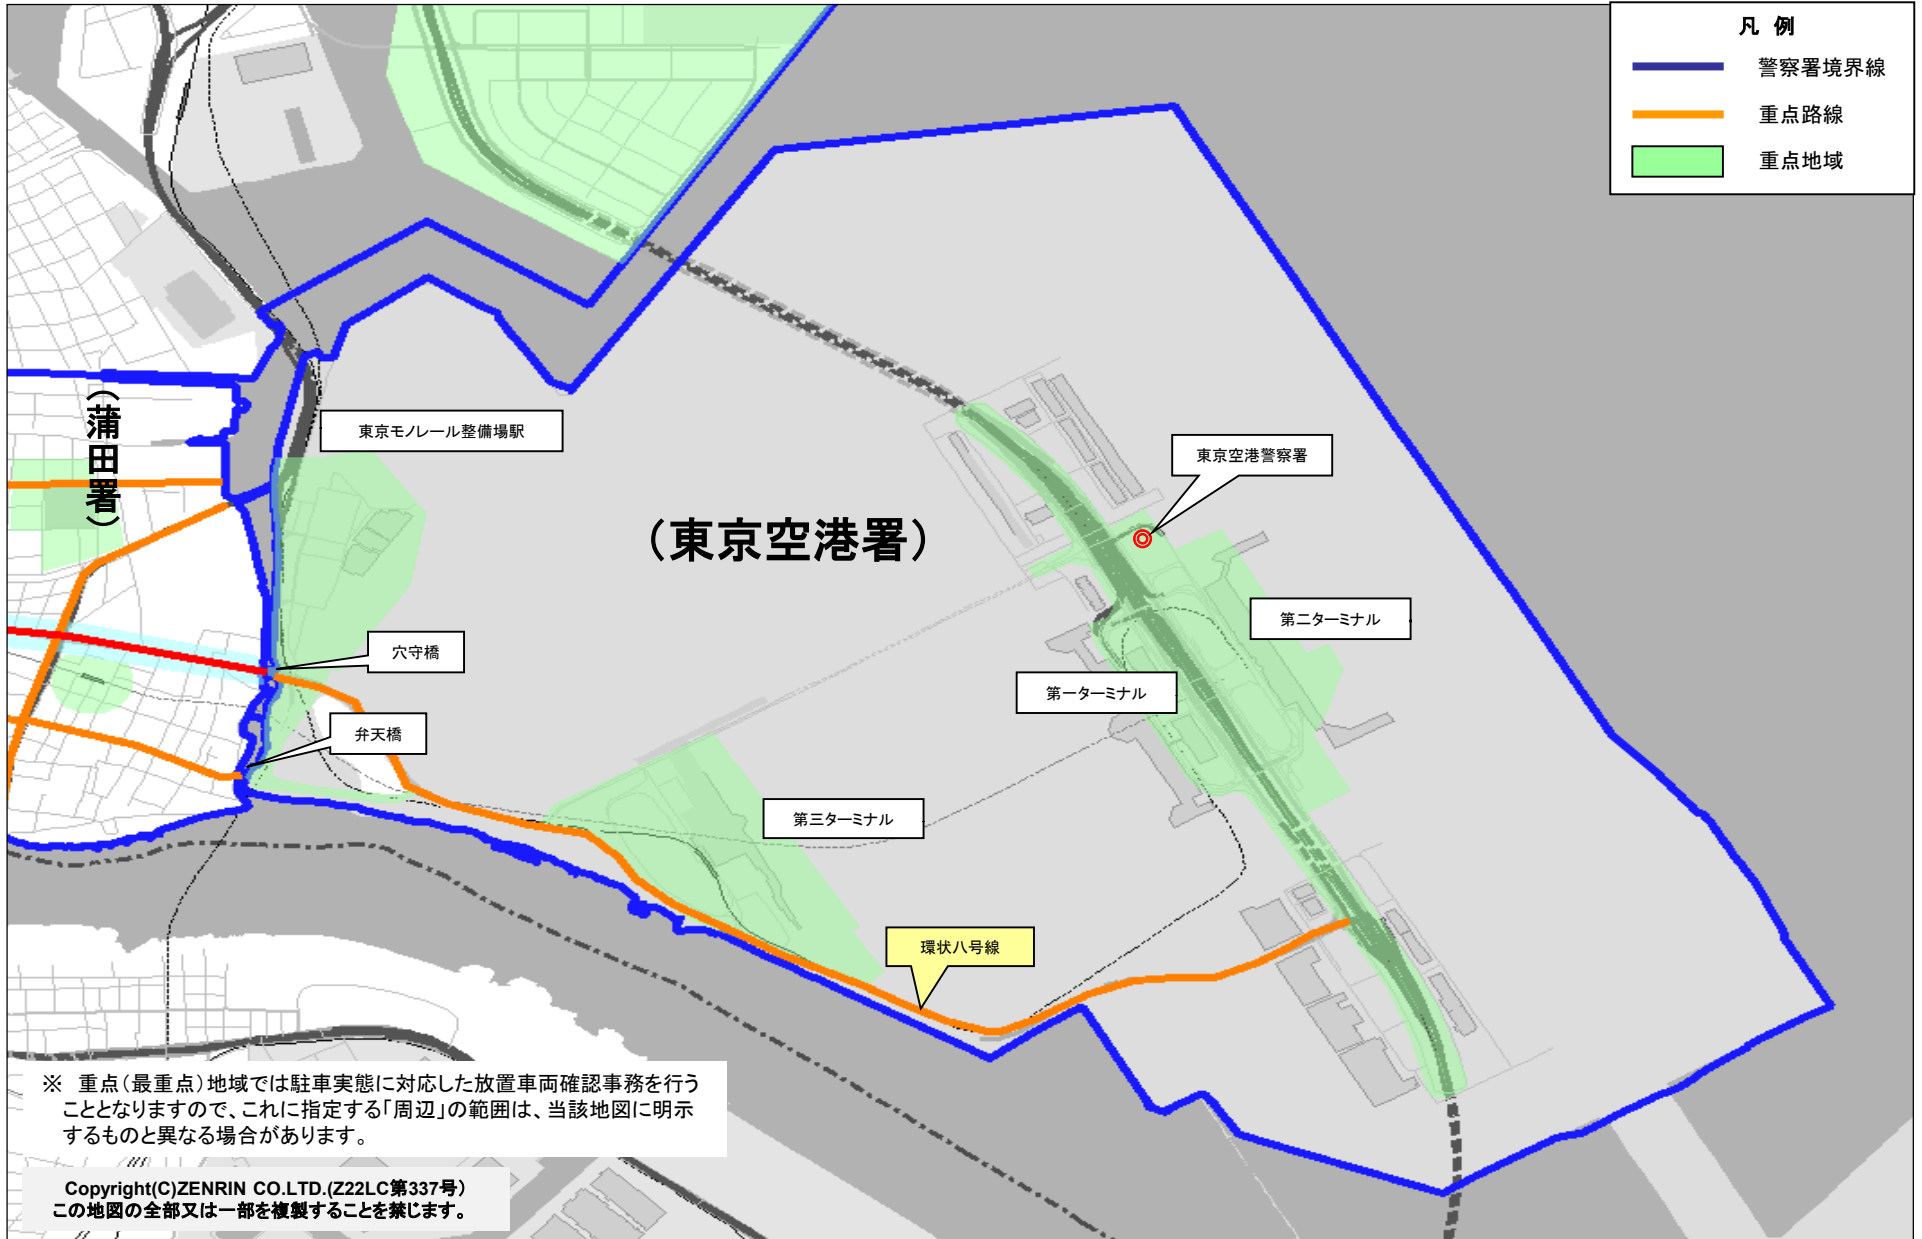 凡 例
警察署境界線
重点路線
重点地域
(蒲田署)
東京モノレール整備場駅
東京空港警察署
(東京空港署)
第二ターミナル
穴守橋
第一ターミナル
弁天橋
第三ターミナル
環状八号線
※ 重点(最重点)地域では駐車実態に対応した放置車両確認事務を行う
こととなりますので、これに指定する「周辺」の範囲は、当該地図に明示
するものと異なる場合があります。
Copyright(C)ZENRIN CO.LTD.(Z22LC第337号)
この地図の全部又は一部を複製することを禁じます。